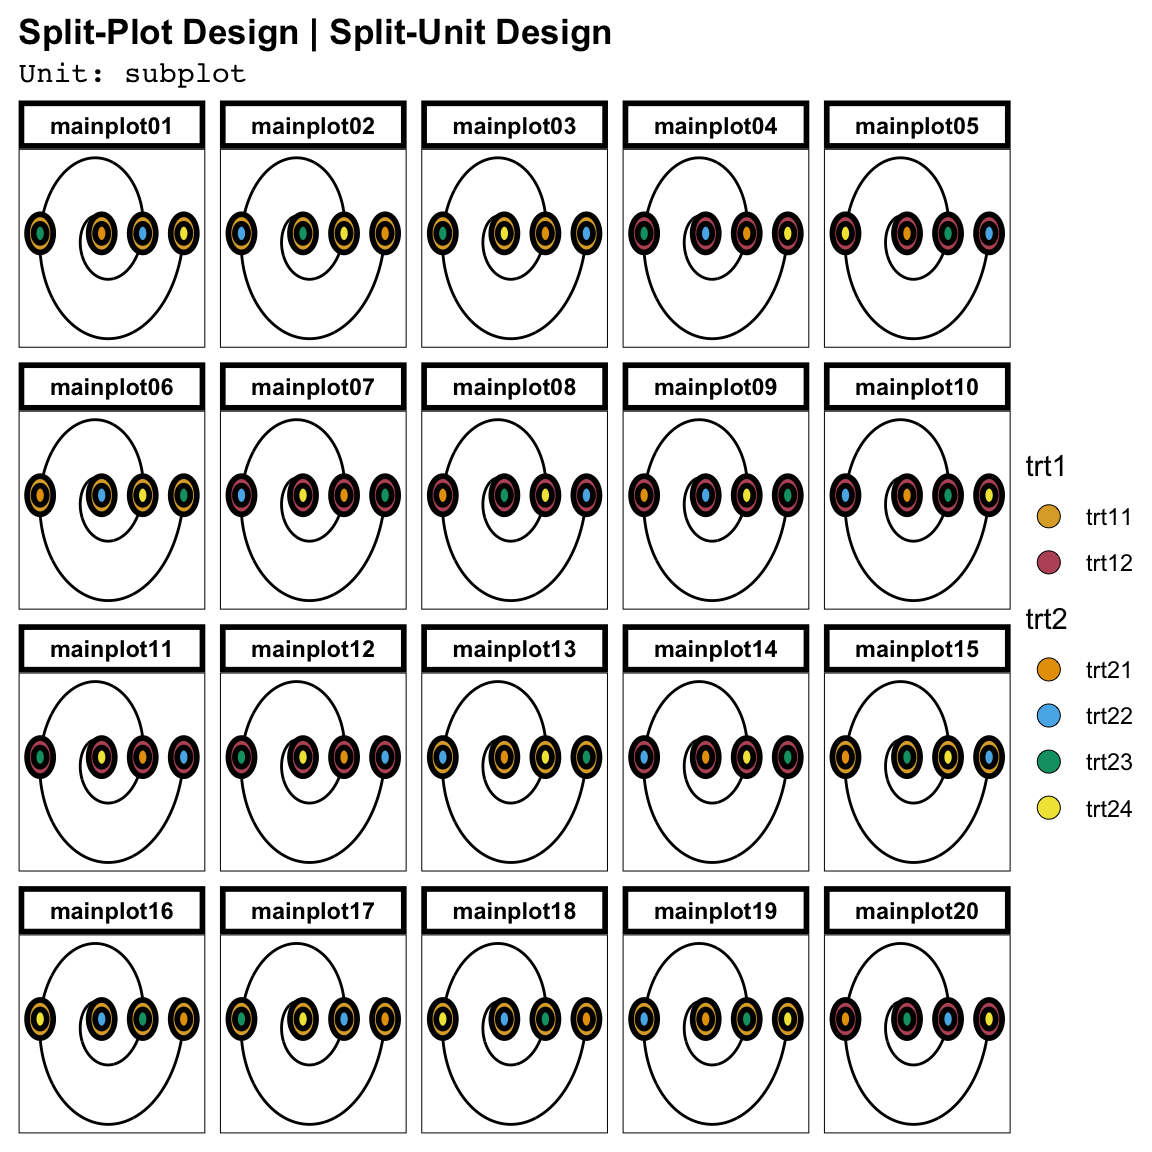 Split-Plot Design | Split-Unit Design
Unit: subplot
mainplot01
mainplot02
mainplot03
mainplot04
mainplot05
mainplot06
mainplot07
mainplot08
mainplot09
mainplot10
mainplot11
mainplot12
mainplot13
mainplot14
mainplot15
mainplot16
mainplot17
mainplot18
mainplot19
mainplot20
trt1
trt11
trt12
trt2
trt21
trt22
trt23
trt24